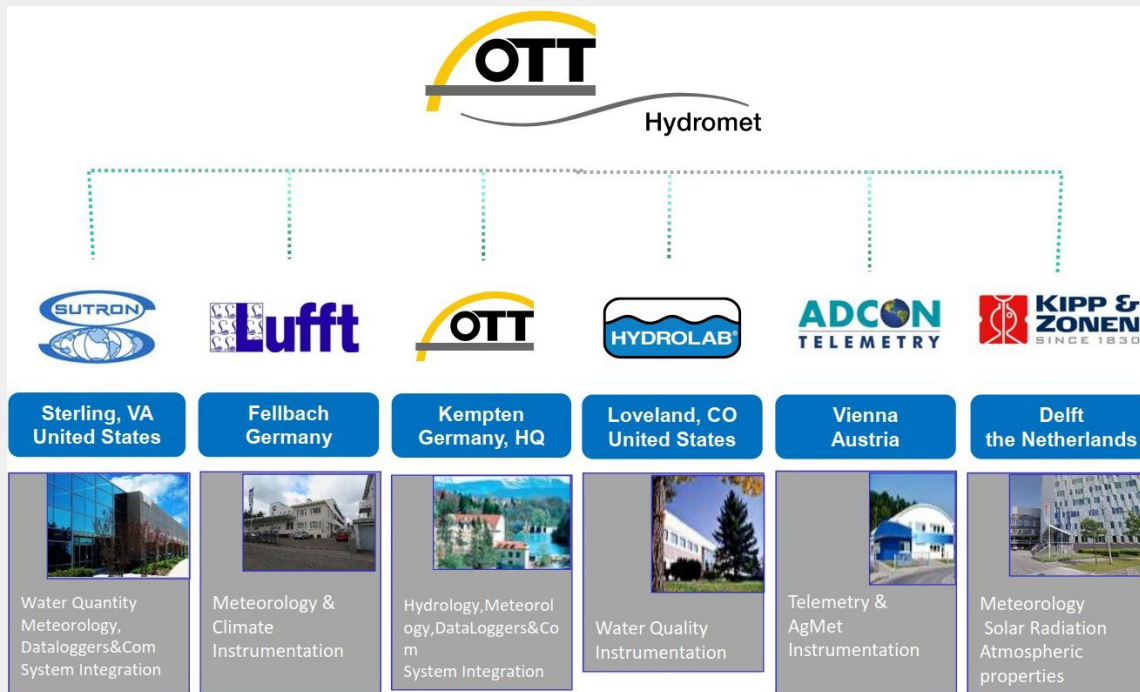 OTT
Hydromet
SUTRON
Lufft
OTT
HYDROLAB®
ADCON
TELEMETRY
KIPP &
ZONEN
SINCE 1830
Sterling, VA
United States
Fellbach
Germany
Kempten
Germany, HQ
Loveland, CO
United States
Vienna
Austria
Delft
the Netherlands
Water Quantity
Meteorology,
Dataloggers&Com
System Integration
Meteorology &
Climate
Instrumentation
Hydrology,Meteorol
ogy,DataLoggers&Co
m
System Integration
Water Quality
Instrumentation
Telemetry &
AgMet
Instrumentation
Meteorology
Solar Radiation
Atmospheric
properties